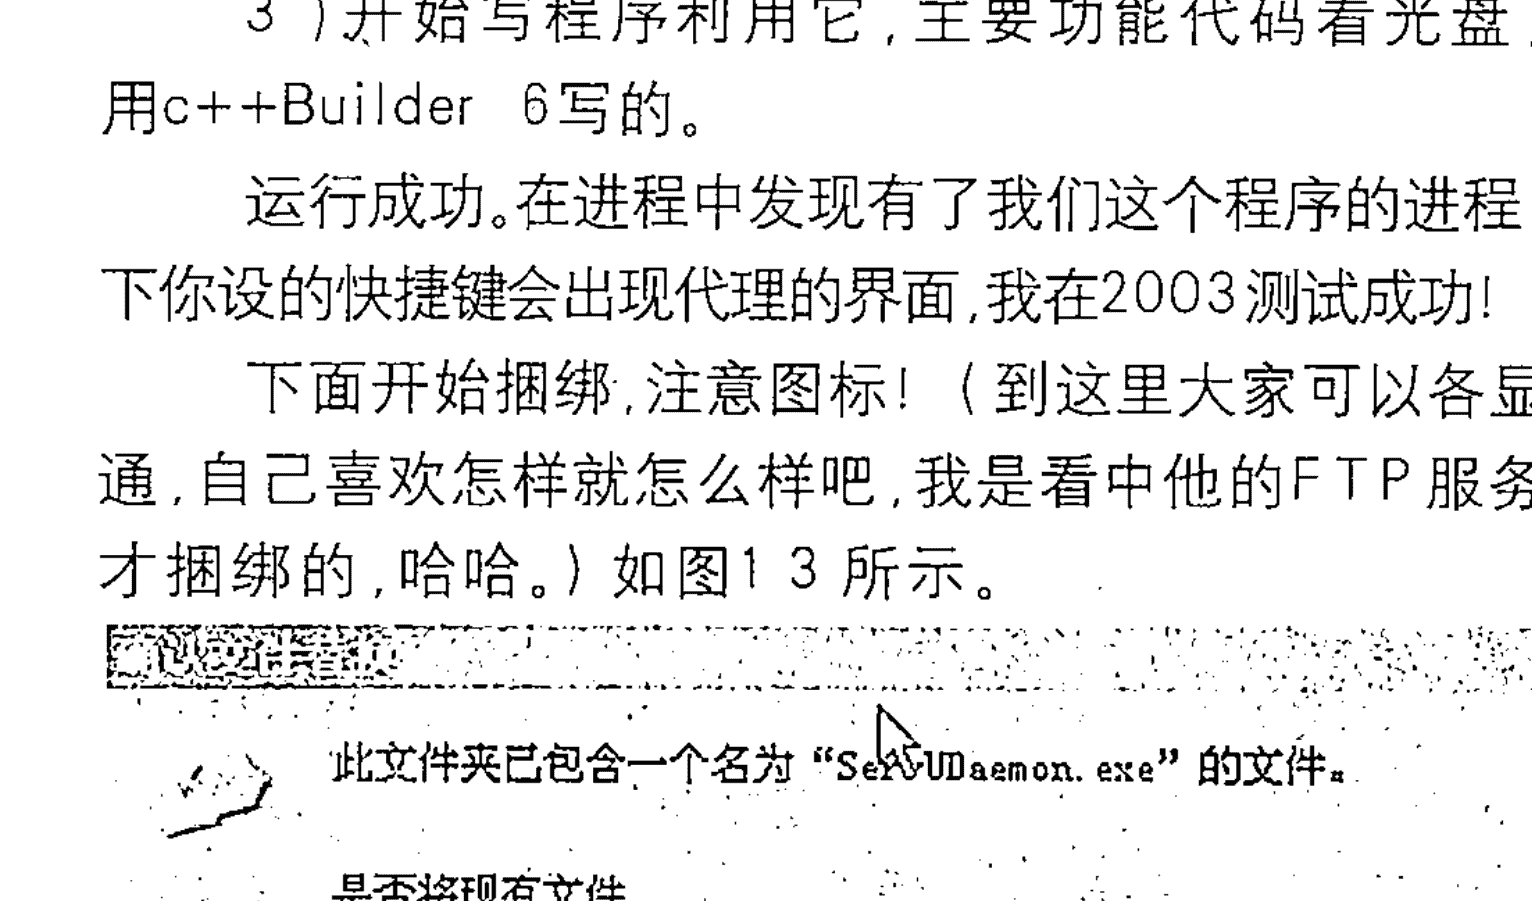 3)开始写程序利用它,主要功能代码看光盘,
用c++Builder 6写的。
运行成功。在进程中发现有了我们这个程序的进程
下你设的快捷键会出现代理的界面,我在2003测试成功!
下面开始捆绑,注意图标!(到这里大家可以各显
通,自己喜欢怎样就怎么样吧,我是看中他的FTP服务
才捆绑的,哈哈。)如图13所示。
确认文件替换
此文件夹已包含一个名为“ServUDaemon.exe”的文件。
是否将现有文件